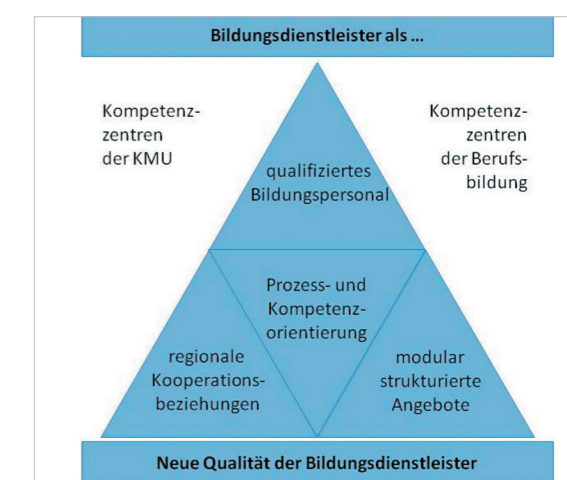 Bildungsdienstleister als ...
Kompetenz-
zentren
der KMU
Kompetenz-
zentren
der Berufs-
bildung
qualifiziertes
Bildungspersonal
Prozess- und
Kompetenz-
orientierung
regionale
Kooperations-
beziehungen
modular
strukturierte
Angebote
Neue Qualität der Bildungsdienstleister